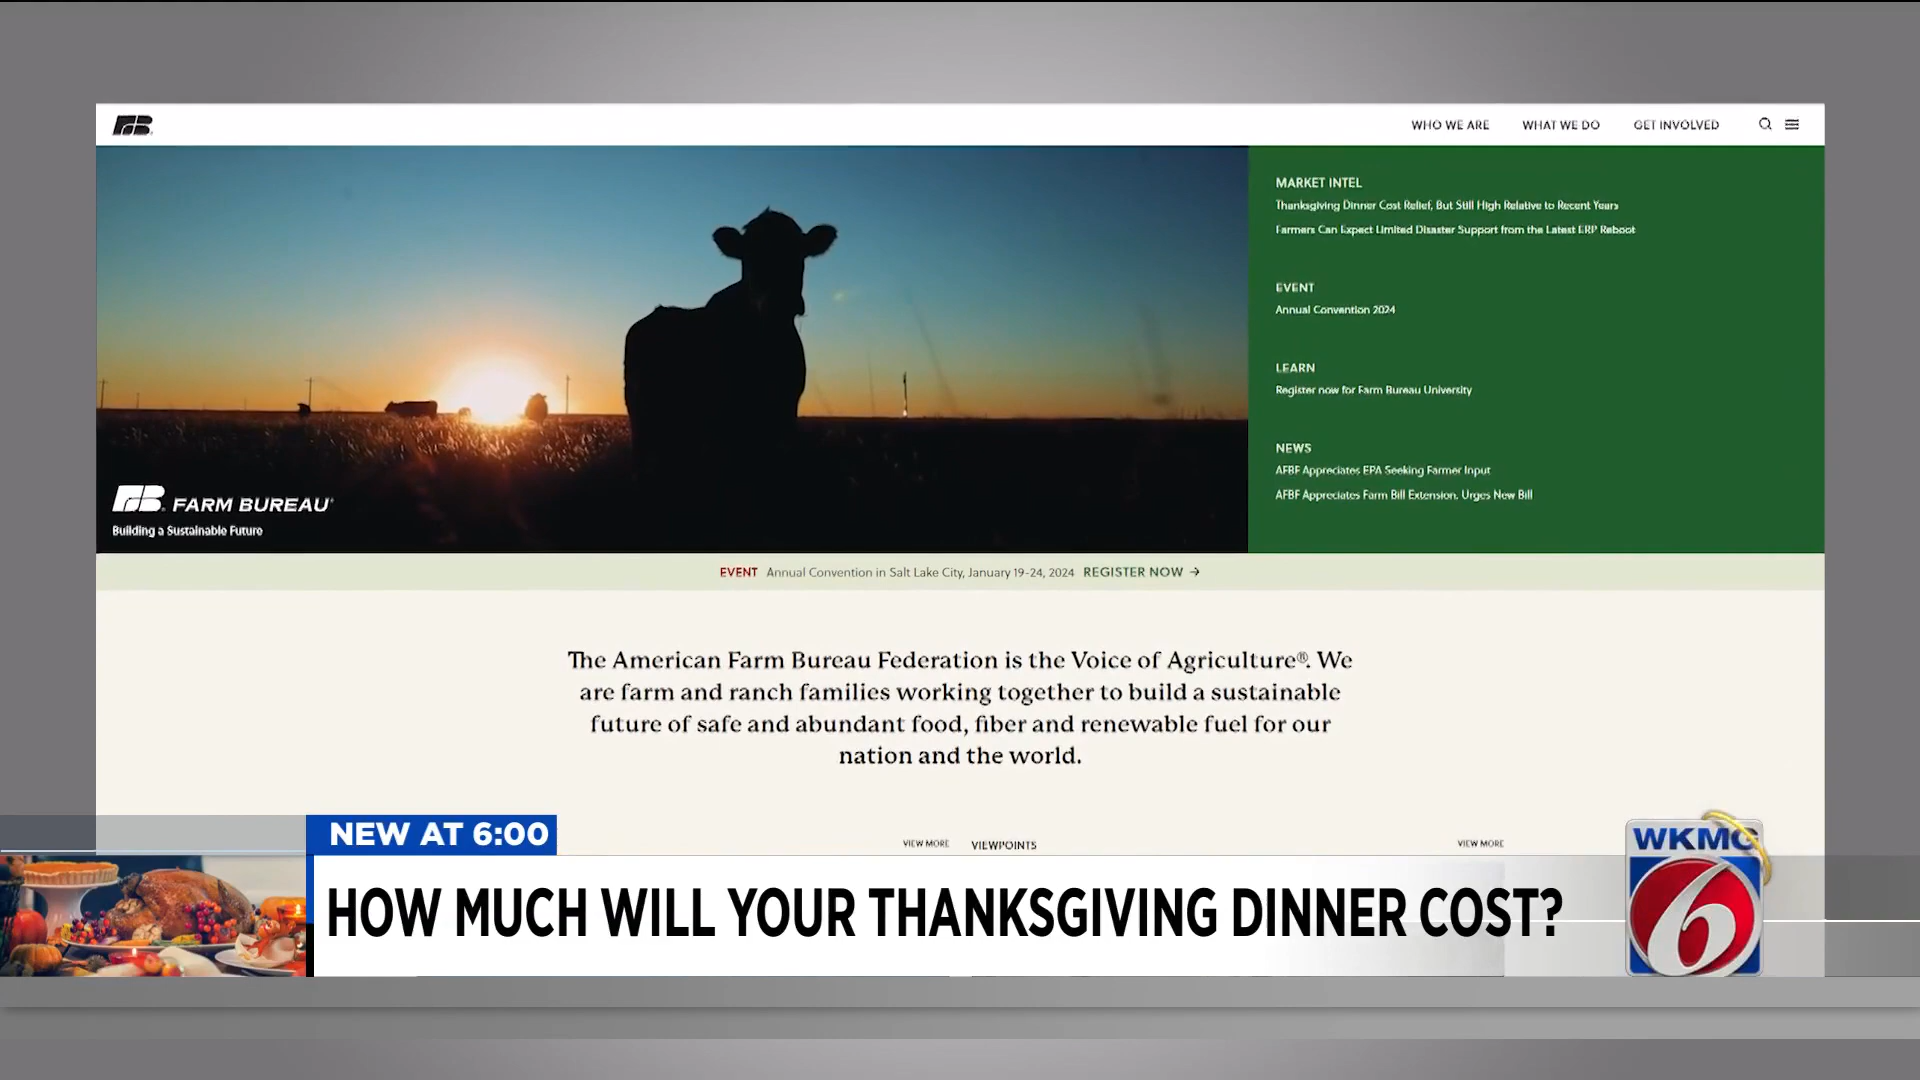 WHO WE ARE
WHAT WE DO
GET INVOLVED
MARKET INTEL
Thanksgiving Dinner Cost Relief, But Still High Relative to Recent Years
Farmers Can Expect Limited Disaster Support from the Latest ERP Reboot
EVENT
Annual Convention 2024
LEARN
Register now for Farm Bureau University
NEWS
AFBF Appreciates EPA Seeking Farmer Input
AFBF Appreciates Farm Bill Extension, Urges New Bill
FB FARM BUREAU®
Building a Sustainable Future
EVENT Annual Convention in Salt Lake City, January 19-24, 2024 REGISTER NOW →
The American Farm Bureau Federation is the Voice of Agriculture®. We
are farm and ranch families working together to build a sustainable
future of safe and abundant food, fiber and renewable fuel for our
nation and the world.
VIEW MORE
VIEWPOINTS
VIEW MORE
NEW AT 6:00
HOW MUCH WILL YOUR THANKSGIVING DINNER COST?
WKMG
6